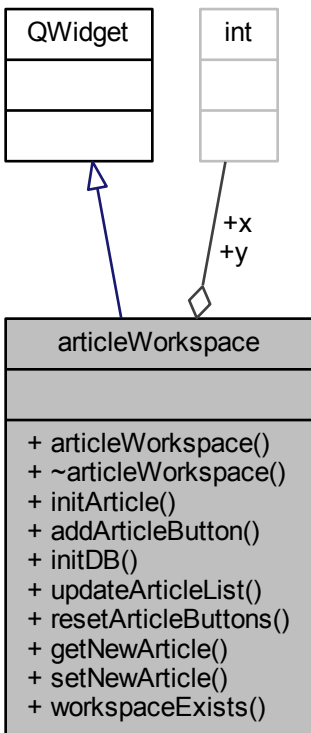 QWidget
int
+x
+y
articleWorkspace
+ articleWorkspace()
+ ~articleWorkspace()
+ initArticle()
+ addArticleButton()
+ initDB()
+ updateArticleList()
+ resetArticleButtons()
+ getNewArticle()
+ setNewArticle()
+ workspaceExists()